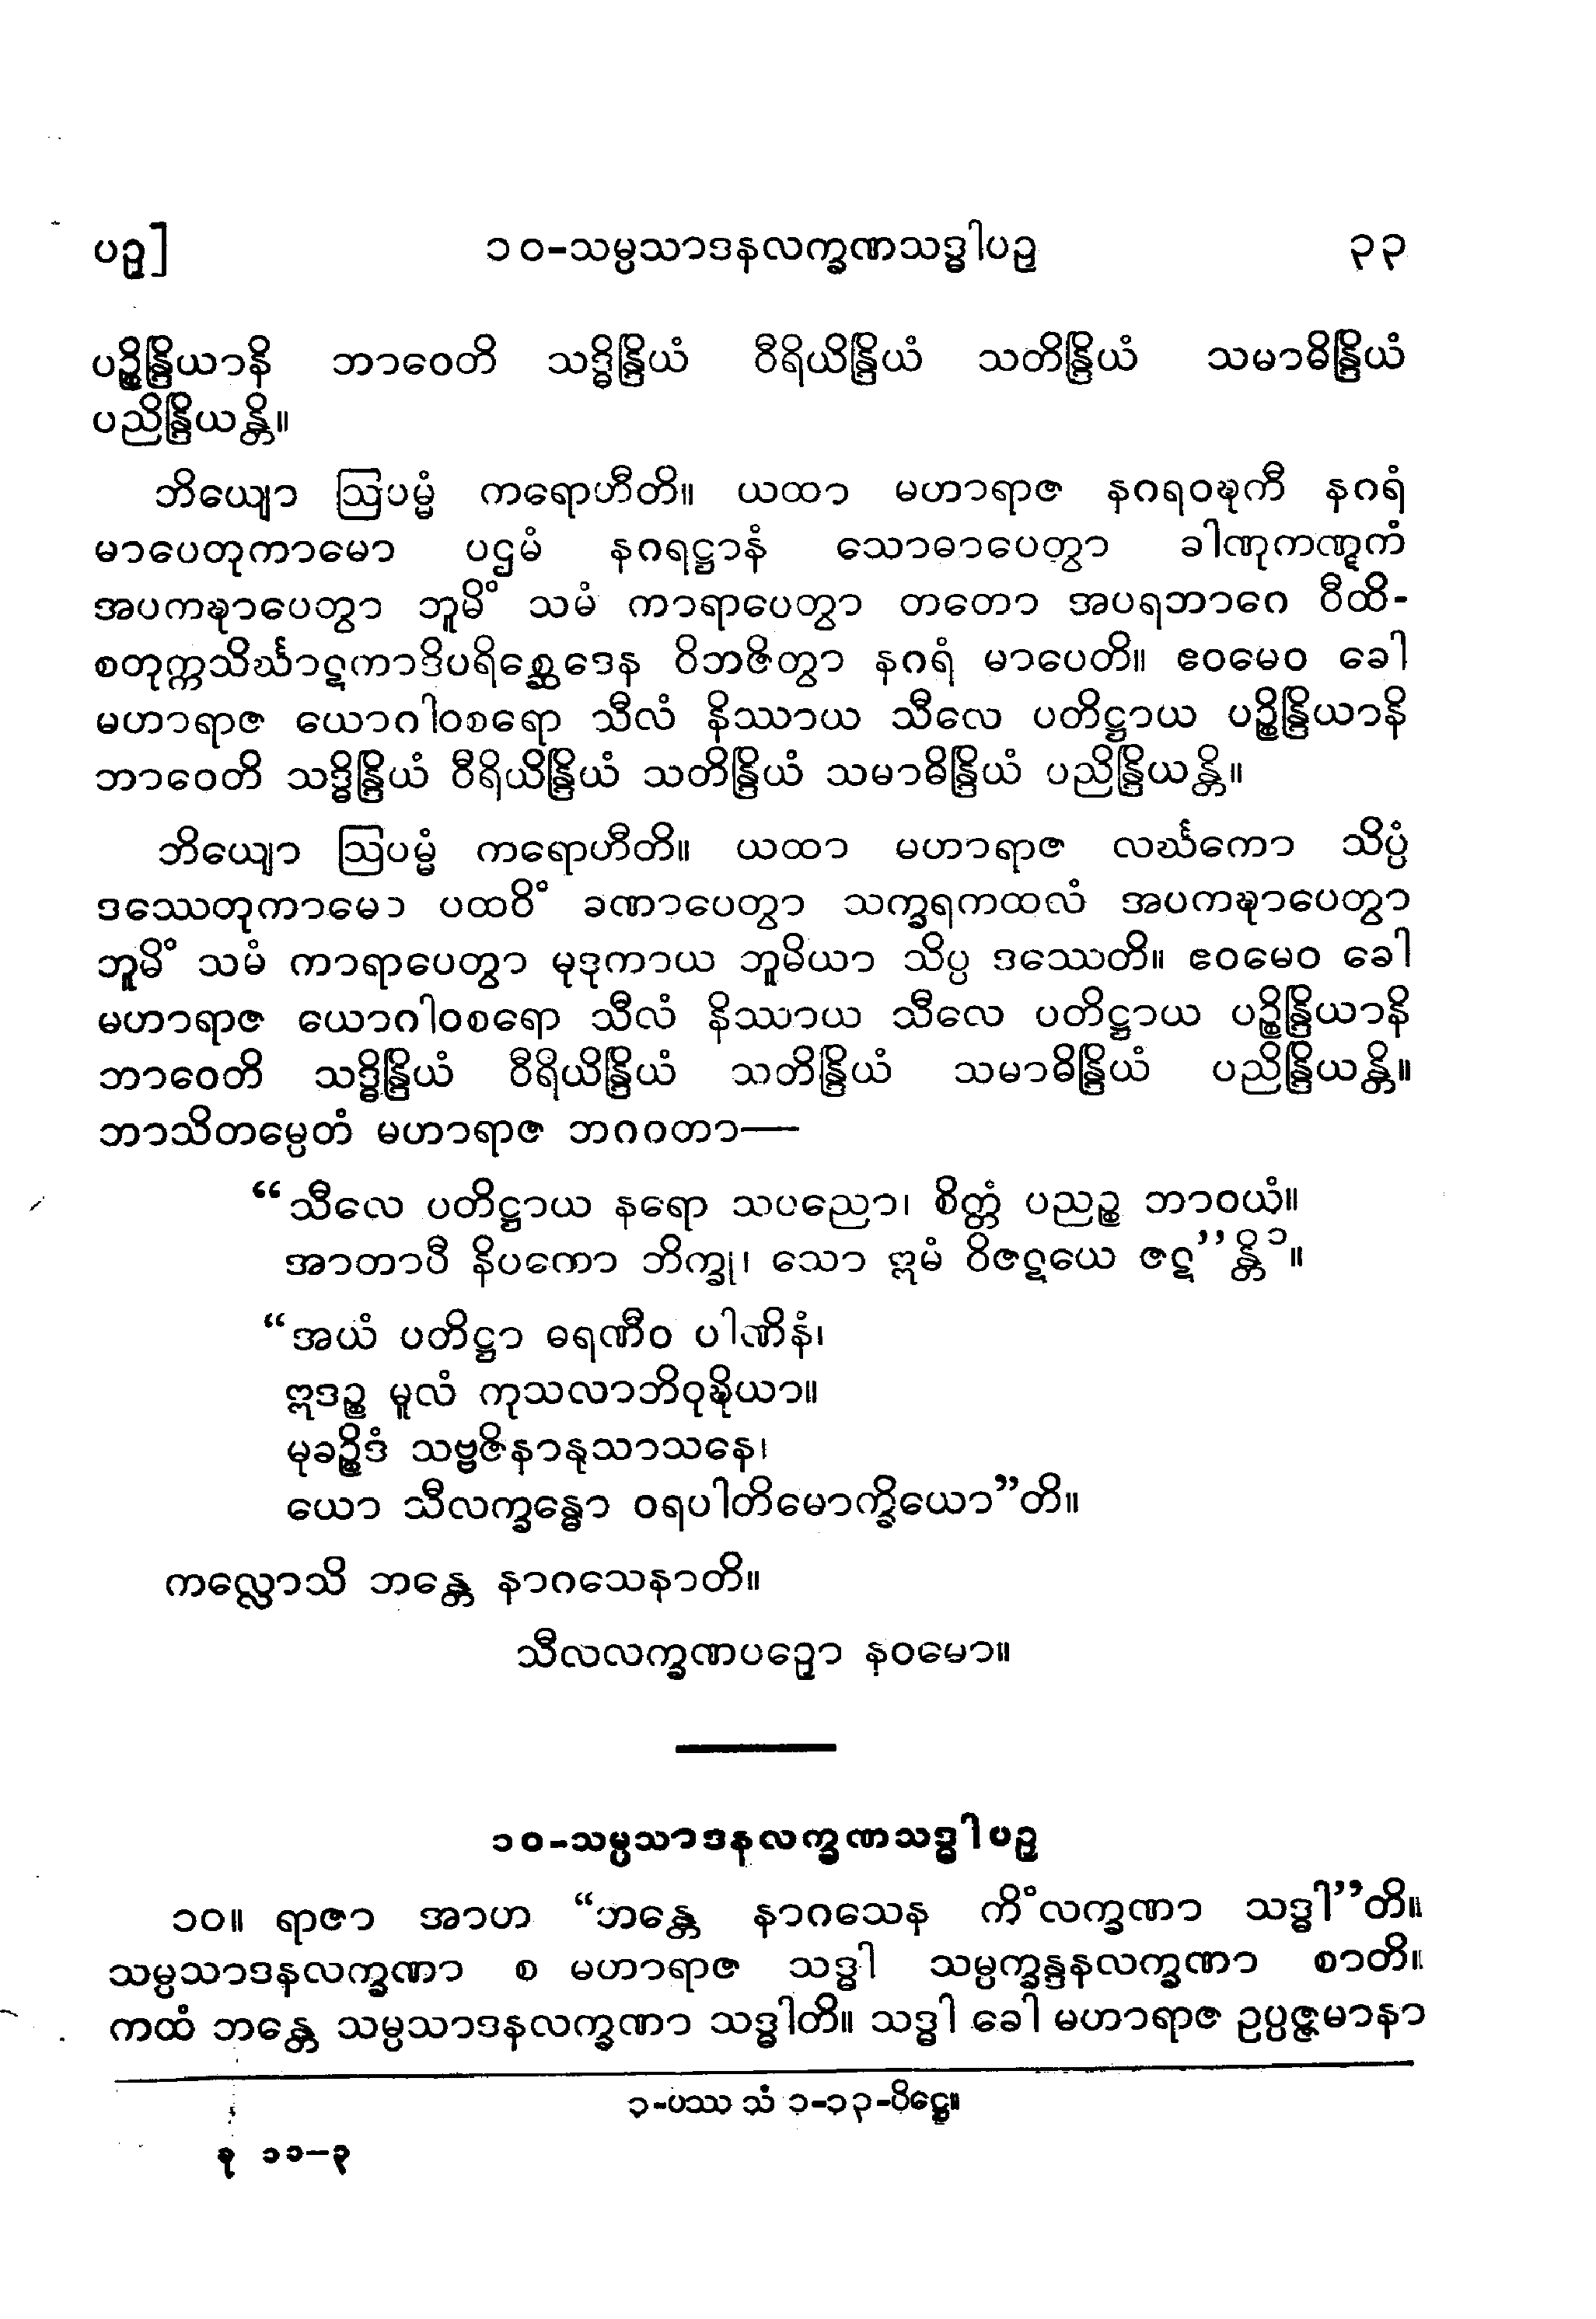 ပဉှ] ၁၀-သမ္ပသာဒနလက္ခဏသဒ္ဓါပဉှ ၃၃
ပဉ္စိန္ဒြိယာနိ ဘာဝေတိ သဒ္ဓိန္ဒြိယံ ဝီရိယိန္ဒြိယံ သတိန္ဒြိယံ သမာဓိန္ဒြိယံ
ပညိန္ဒြိယန္တိ။
ဘိယျော ဩပမ္မံ ကရောဟီတိ။ ယထာ မဟာရာဇ နဂရဝဍ္ဎကီ နဂရံ
မာပေတုကာမော ပဌမံ နဂရဋ္ဌာနံ သောဓာပေတွာ ခါဏုကဏ္ဋကံ
အပကဍ္ဎာပေတွာ ဘူမိံ သမံ ကာရာပေတွာ တတော အပရဘာဂေ ဝီထိ-
စတုက္ကသိင်္ဃာဋကာဒိပရိစ္ဆေဒေန ဝိဘဇိတွာ နဂရံ မာပေတိ။ ဧဝမေဝ ခေါ
မဟာရာဇ ယောဂါဝစရော သီလံ နိဿာယ သီလေ ပတိဋ္ဌာယ ပဉ္စိန္ဒြိယာနိ
ဘာဝေတိ သဒ္ဓိန္ဒြိယံ ဝီရိယိန္ဒြိယံ သတိန္ဒြိယံ သမာဓိန္ဒြိယံ ပညိန္ဒြိယန္တိ။
ဘိယျော ဩပမ္မံ ကရောဟီတိ။ ယထာ မဟာရာဇ လင်္ဃကော သိပ္ပံ
ဒဿေတုကာမော ပထဝိံ ခဏာပေတွာ သက္ခရကထလံ အပကဍ္ဎာပေတွာ
ဘူမိံ သမံ ကာရာပေတွာ မုဒုကာယ ဘူမိယာ သိပ္ပ ဒဿေတိ။ ဧဝမေဝ ခေါ
မဟာရာဇ ယောဂါဝစရော သီလံ နိဿာယ သီလေ ပတိဋ္ဌာယ ပဉ္စိန္ဒြိယာနိ
ဘာဝေတိ သဒ္ဓိန္ဒြိယံ ဝီရိယိန္ဒြိယံ သတိန္ဒြိယံ သမာဓိန္ဒြိယံ ပညိန္ဒြိယန္တိ။
ဘာသိတမ္ပေတံ မဟာရာဇ ဘဂဝတာ—
“သီလေ ပတိဋ္ဌာယ နရော သပညော၊ စိတ္တံ ပညဉ္စ ဘာဝယံ။
အာတာပီ နိပကော ဘိက္ခု၊ သော ဣမံ ဝိဇဋယေ ဇဋ”န္တိ၁။
“အယံ ပတိဋ္ဌာ ဓရဏီဝ ပါဏိနံ၊
ဣဒဉ္စ မူလံ ကုသလာဘိဝုဍ္ဎိယာ။
မုခဉ္စိဒံ သဗ္ဗဇိနာနုသာသနေ၊
ယော သီလက္ခန္ဓော ဝရပါတိမောက္ခိယော”တိ။
ကလ္လောသိ ဘန္တေ နာဂသေနာတိ။
သီလလက္ခဏပဉှော နဝမော။
၁၀-သမ္ပသာဒနလက္ခဏသဒ္ဓါပဉှ
၁၀။ ရာဇာ အာဟ “ဘန္တေ နာဂသေန ကိံလက္ခဏာ သဒ္ဓါ”တိ။
သမ္ပသာဒနလက္ခဏာ စ မဟာရာဇ သဒ္ဓါ သမ္ပက္ခန္ဒနလက္ခဏာ စာတိ။
ကထံ ဘန္တေ သမ္ပသာဒနလက္ခဏာ သဒ္ဓါတိ။ သဒ္ဓါ ခေါ မဟာရာဇ ဥပ္ပဇ္ဇမာနာ
၁-ပဿ သံ ၁-၁၃-ပိဋ္ဌေ။
ခု ၁၁-၃